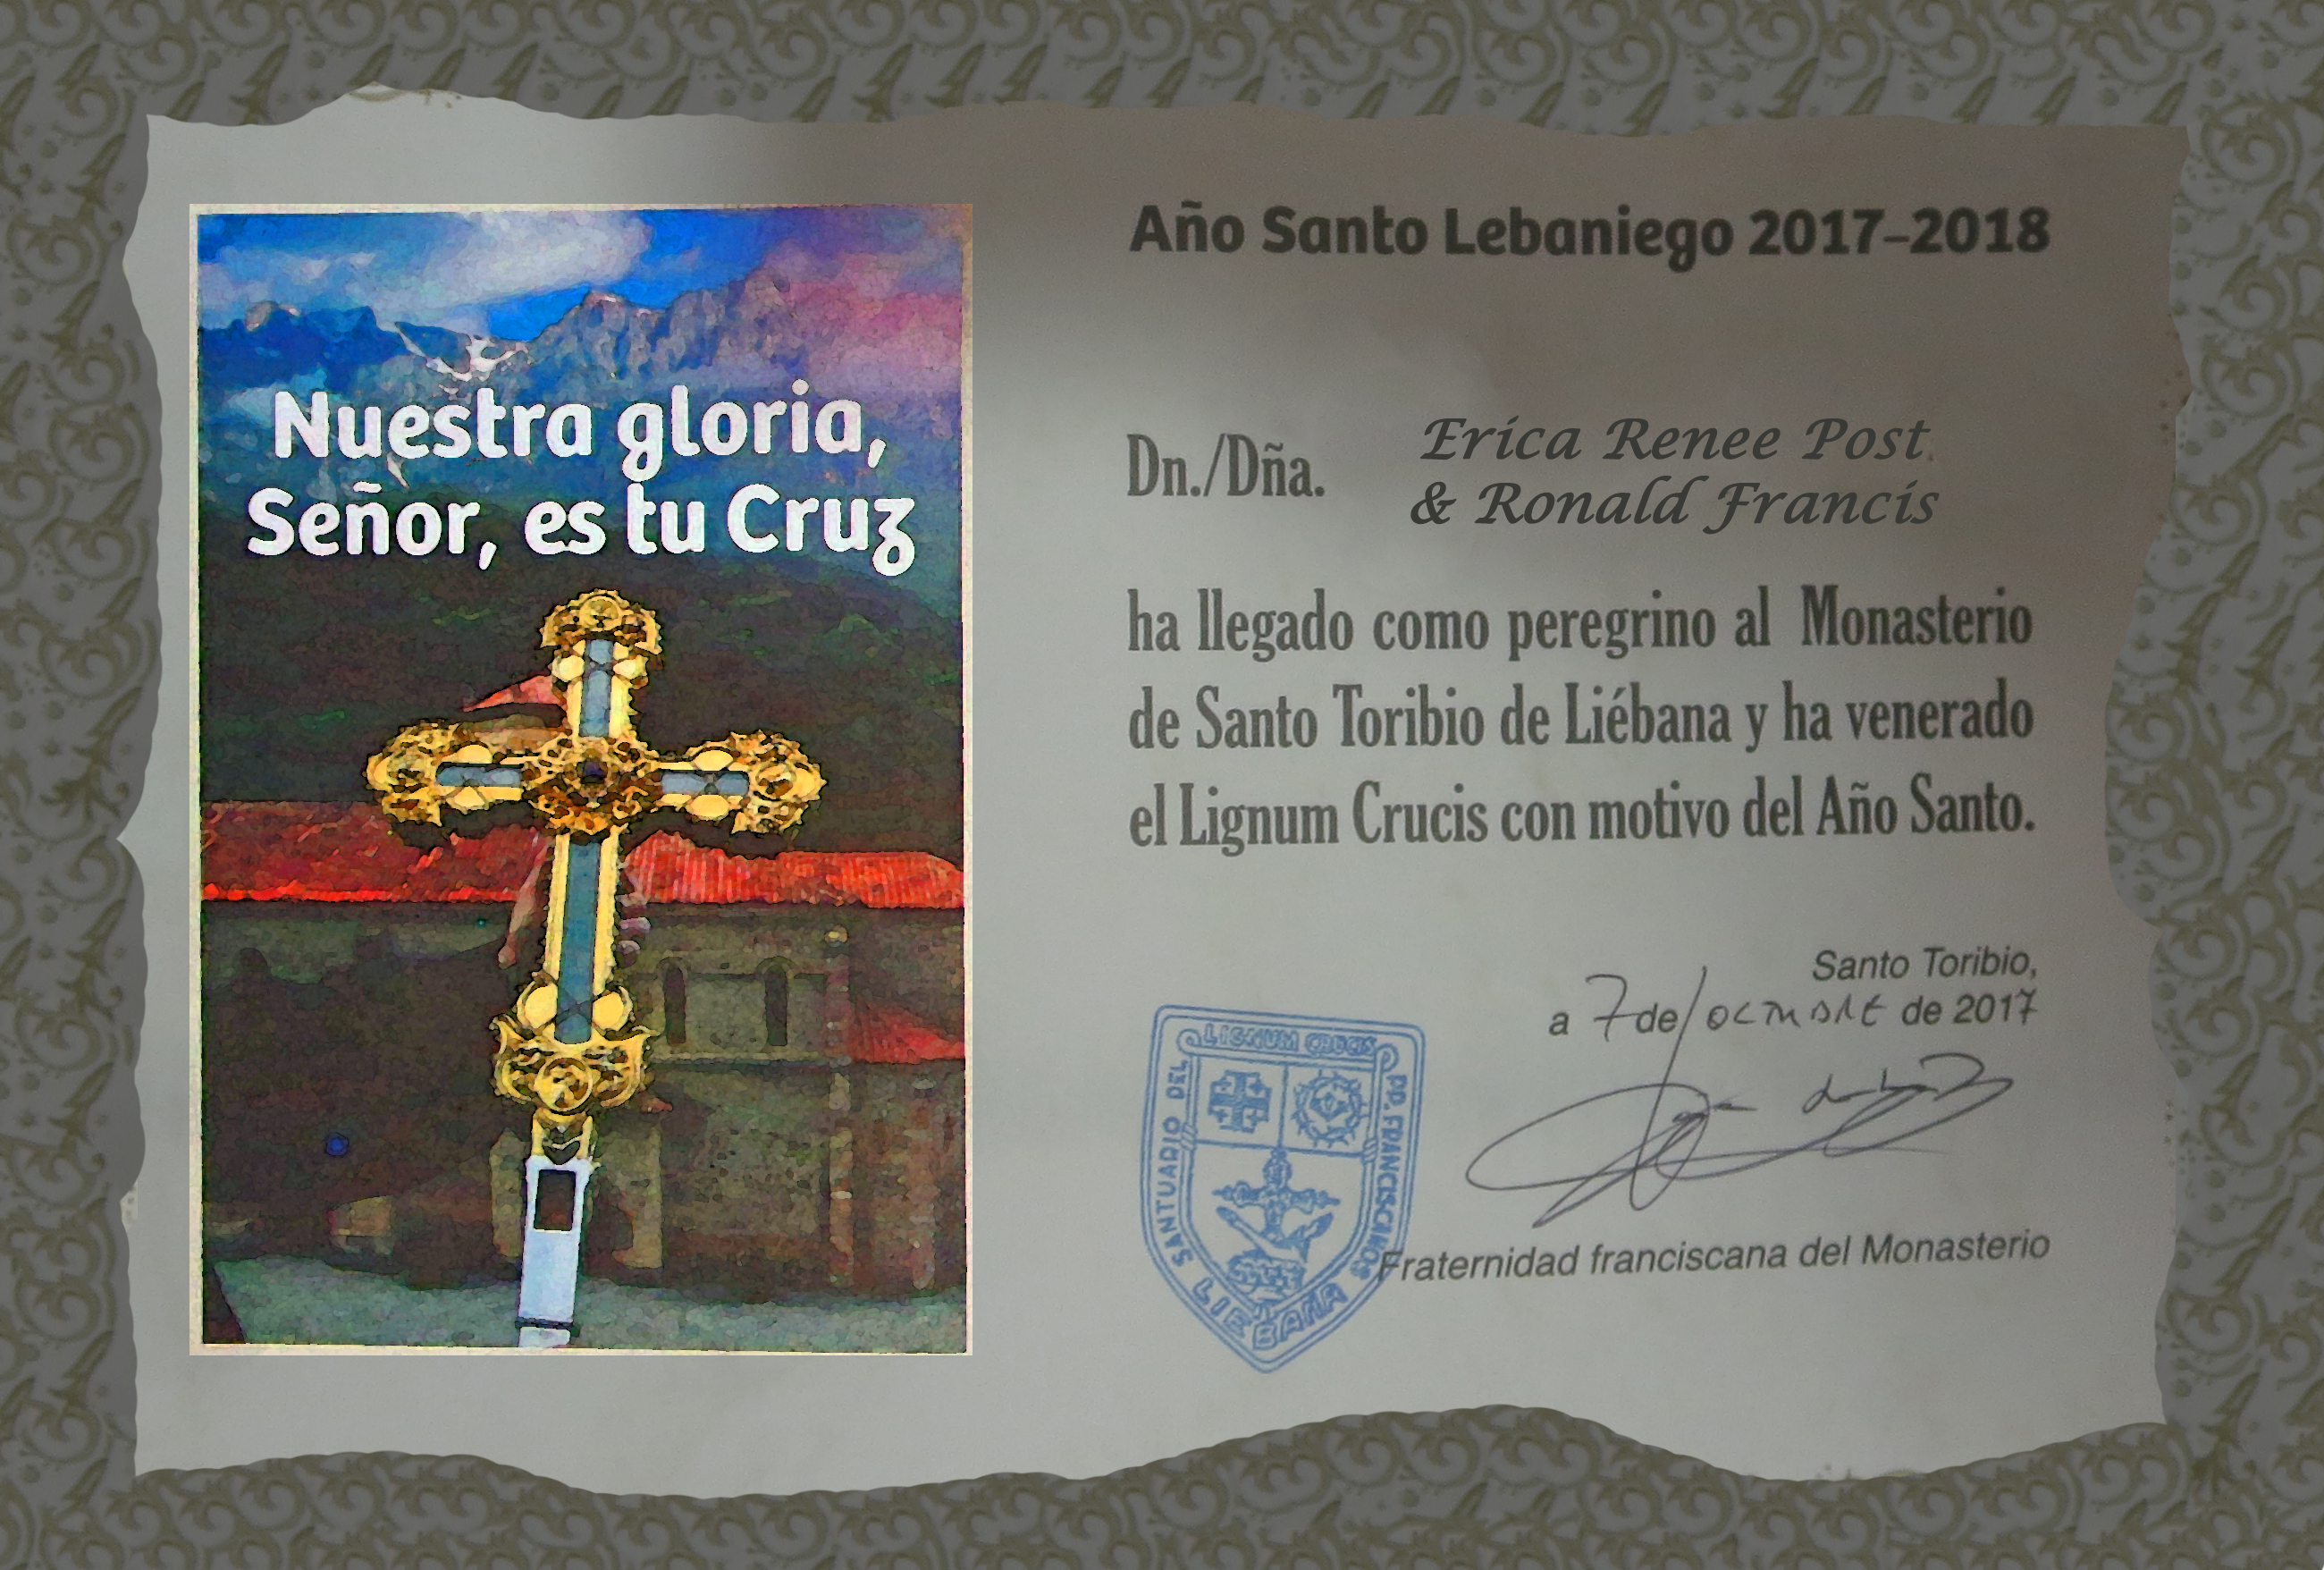 Nuestra gloria,
Señor, es tu Cruz
Año Santo Lebaniego 2017-2018
Dn./Dña. Erica Renee Post
& Ronald Francis
ha llegado como peregrino al Monasterio
de Santo Toribio de Liébana y ha venerado
el Lignum Crucis con motivo del Año Santo.
Santo Toribio,
a 7 de octubre de 2017
Fraternidad franciscana del Monasterio
LIGNUM CRUCIS
SANTUARIO DEL
PP. FRANCISCANOS
LIEBAÑA